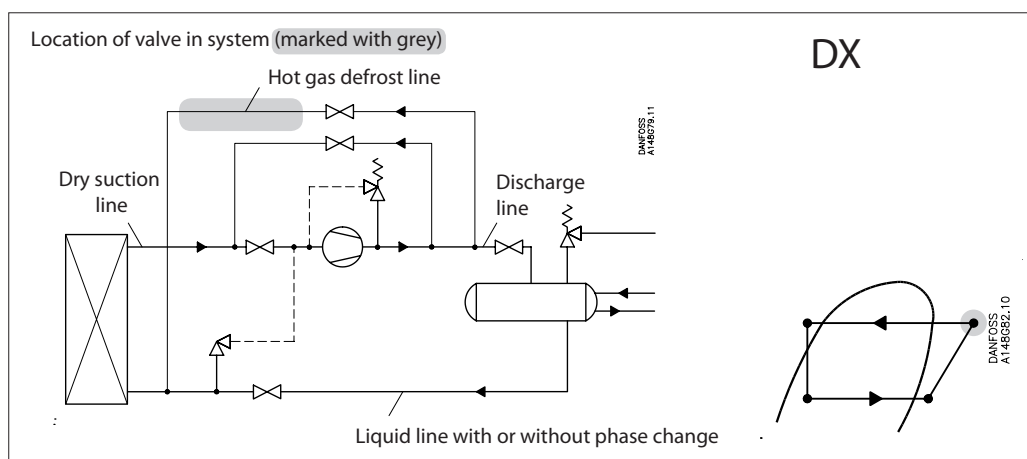 Location of valve in system (marked with grey)
DX
Hot gas defrost line
DANFOSS
A148G79.11
Dry suction
line
Discharge
line
DANFOSS
A148G82.10
Liquid line with or without phase change